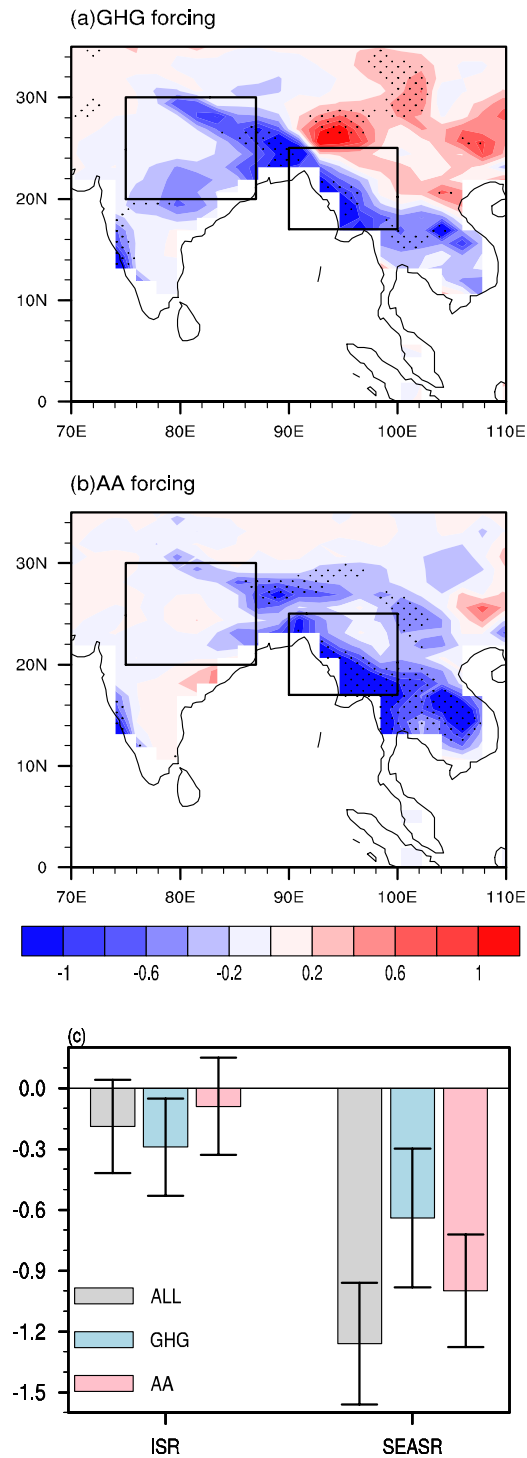 (a)GHG forcing
30N
20N
10N
0
70E 80E 90E 100E 110E
(b)AA forcing
30N
20N
10N
0
70E 80E 90E 100E 110E
-1 -0.6 -0.2 0.2 0.6 1
(c)
0.0
-0.3
-0.6
-0.9
-1.2
-1.5
ALL
GHG
AA
ISR SEASR